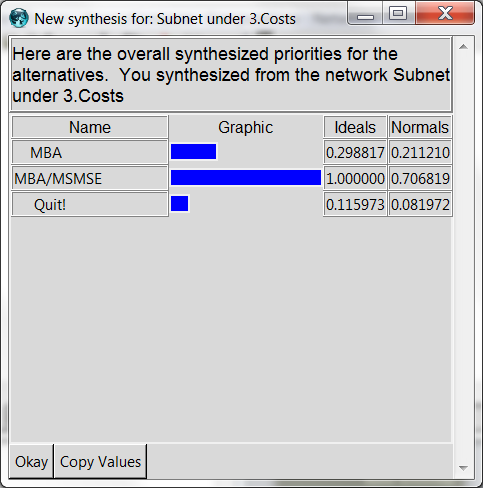 New synthesis for: Subnet under 3.Costs
Here are the overall synthesized priorities for the
alternatives.  You synthesized from the network Subnet
under 3.Costs
Name Graphic Ideals Normals
MBA 0.298817 0.211210
MBA/MSMSE 1.000000 0.706819
Quit! 0.115973 0.081972
Okay Copy Values